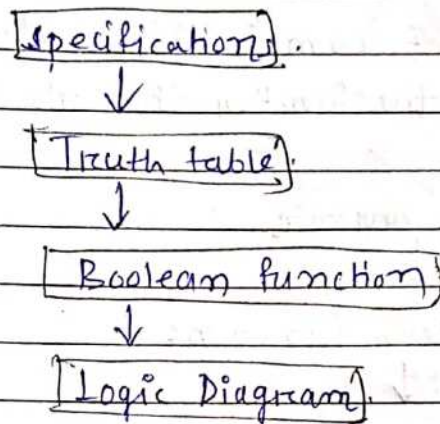 Specifications.
↓
Truth table.
↓
Boolean function
↓
Logic Diagram.